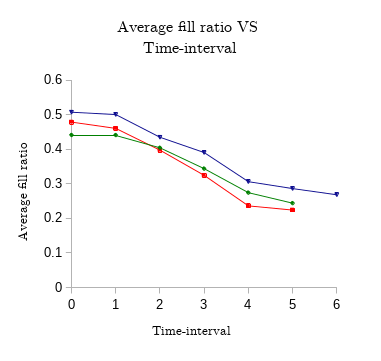 Average fill ratio VS
Time-interval
0.6
0.5
0.4
0.3
0.2
0.1
0
Average fill ratio
0 1 2 3 4 5 6
Time-interval